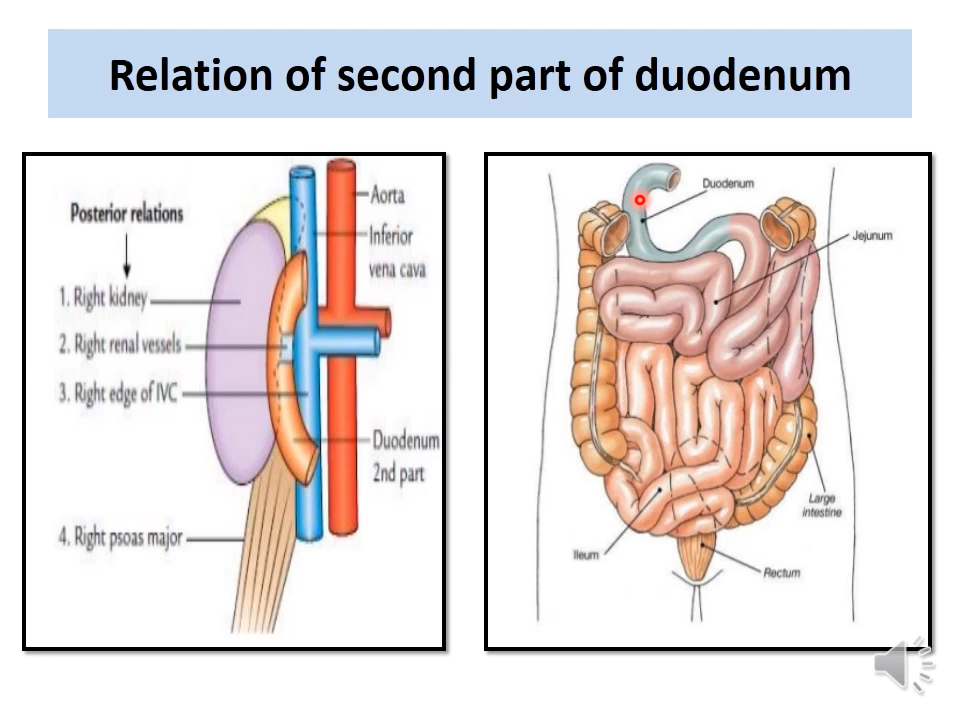 Relation of second part of duodenum
Posterior relations
1. Right kidney
2. Right renal vessels
3. Right edge of IVC
4. Right psoas major
Aorta
Inferior
vena cava
Duodenum
2nd part
Duodenum
Jejunum
Large
intestine
Ileum
Rectum